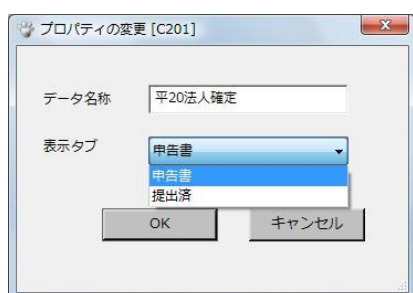 プロパティの変更 [C201]
データ名称 平20法人確定
表示タブ 申告書
申告書
提出済
OK キャンセル